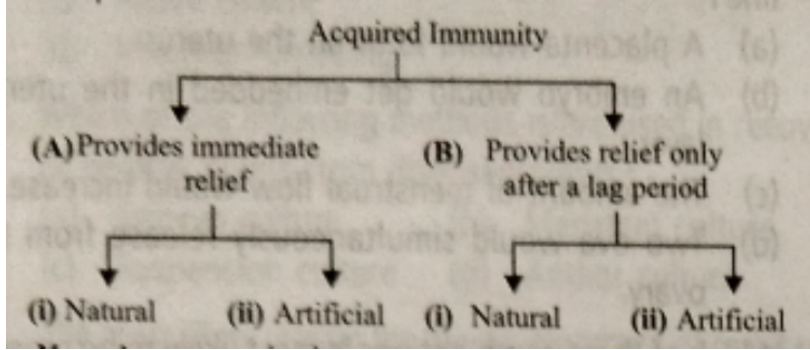 Acquired Immunity
(A) Provides immediate
relief
(B) Provides relief only
after a lag period
(i) Natural
(ii) Artificial
(i) Natural
(ii) Artificial